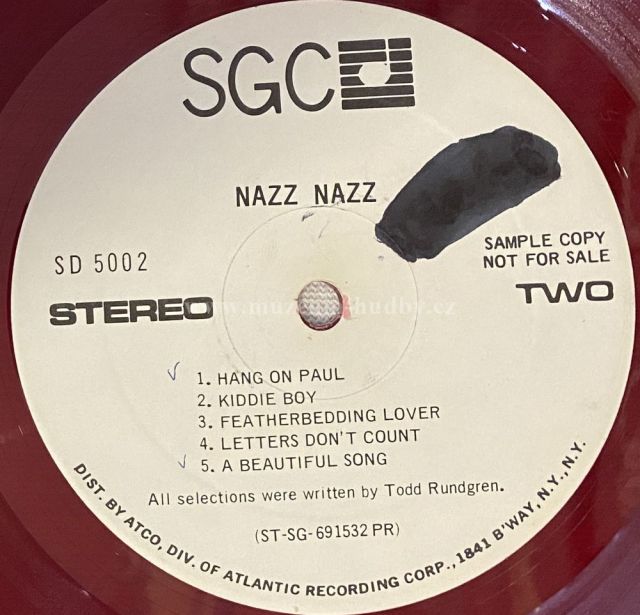 SGC
NAZZ NAZZ
SD 5002
SAMPLE COPY
NOT FOR SALE
STEREO
TWO
1. HANG ON PAUL
2. KIDDIE BOY
3. FEATHERBEDDING LOVER
4. LETTERS DON'T COUNT
5. A BEAUTIFUL SONG
All selections were written by Todd Rundgren.
(ST-SG-691532 PR)
DIST. BY ATCO, DIV. OF ATLANTIC RECORDING CORP., 1841 B'WAY, N.Y., N.Y.